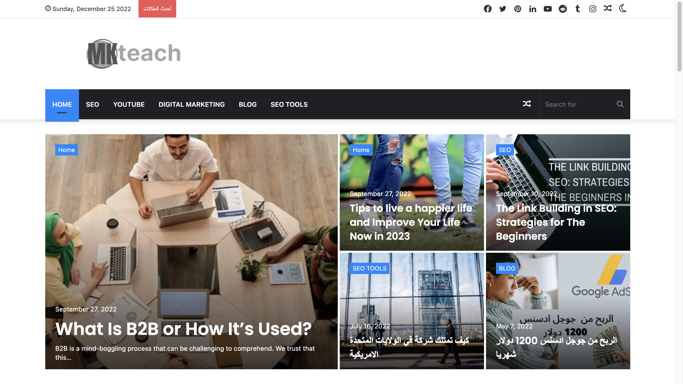 Sunday, December 25 2022
أحدث المقالات
MKteach
HOME SEO YOUTUBE DIGITAL MARKETING BLOG SEO TOOLS
Search for
Home
September 27, 2022
What Is B2B or How It’s Used?
B2B is a mind-boggling process that can be challenging to comprehend. We trust that
this...
Home
September 27, 2022
Tips to live a happier life
and Improve Your Life
Now in 2023
SEO
THE LINK BUILDING
SEO: STRATEGIES
THE BEGINNERS IN
September 10, 2022
The Link Building in SEO:
Strategies for The
Beginners
SEO TOOLS
July 16, 2022
كيف تمتلك شركة في الولايات المتحدة
الامريكية
BLOG
Google AdS
الربح من جوجل ادسنس
1200 دولار
May 7, 2022
الربح من جوجل ادسنس 1200 دولار
شهريا